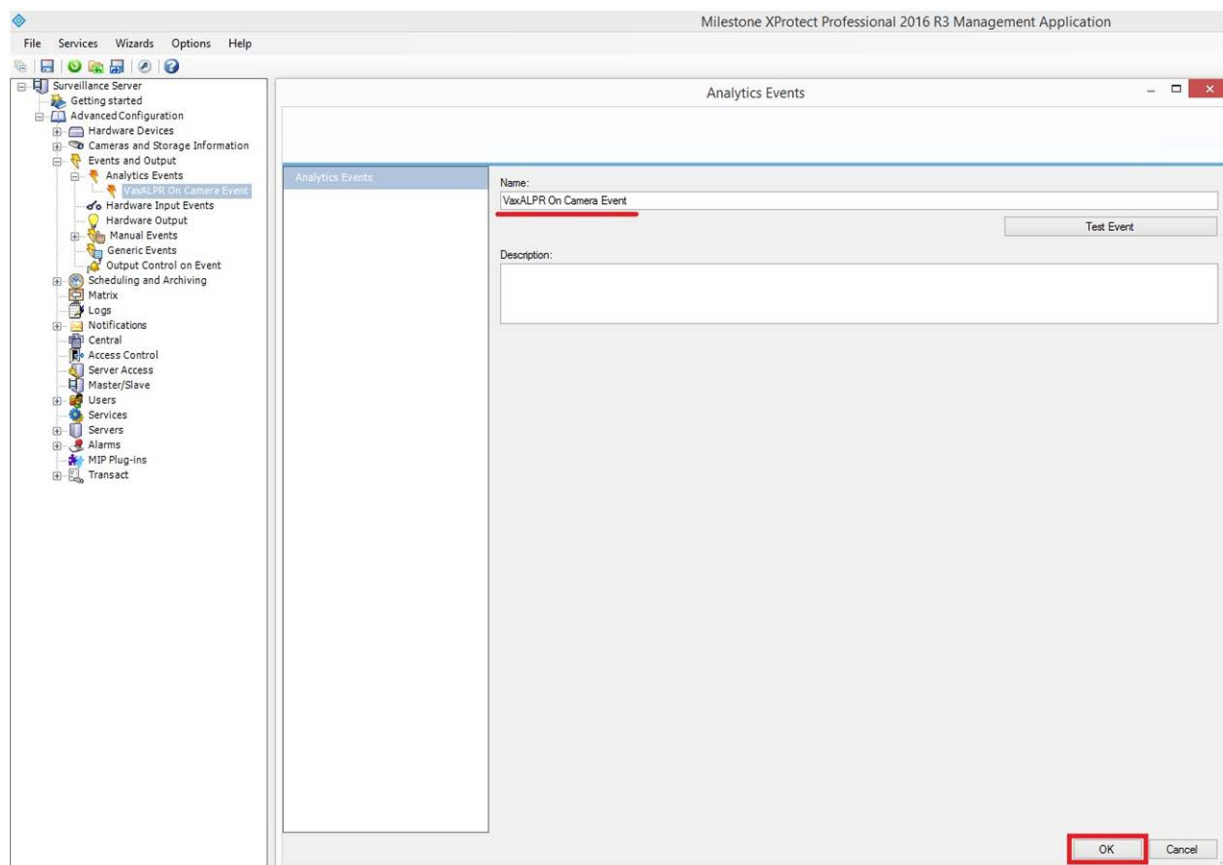 Milestone XProtect Professional 2016 R3 Management Application
File Services Wizards Options Help
Surveillance Server
Getting started
Advanced Configuration
Hardware Devices
Cameras and Storage Information
Events and Output
Analytics Events
VaxALPR On Camera Event
Hardware Input Events
Hardware Output
Manual Events
Generic Events
Output Control on Event
Scheduling and Archiving
Matrix
Logs
Notifications
Central
Access Control
Server Access
Master/Slave
Users
Services
Servers
Alarms
MIP Plug-ins
Transact
Analytics Events
Analytics Events
Name:
VaxALPR On Camera Event
Test Event
Description:
OK Cancel